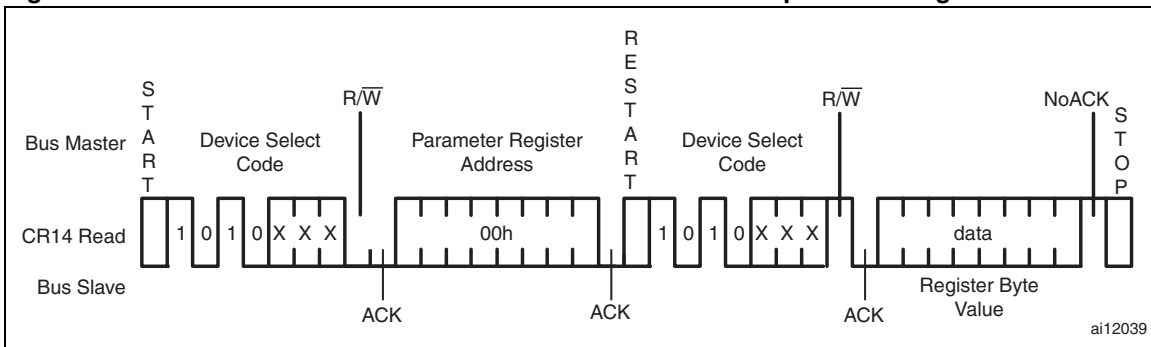 START
RESTART
R/W
R/W
NoACK
STOP
Bus Master
Device Select
Code
Parameter Register
Address
Device Select
Code
CR14 Read
1 0 1 0 X X X
00h
1 0 1 0 X X X
data
Bus Slave
ACK
ACK
ACK
Register Byte
Value
ai12039